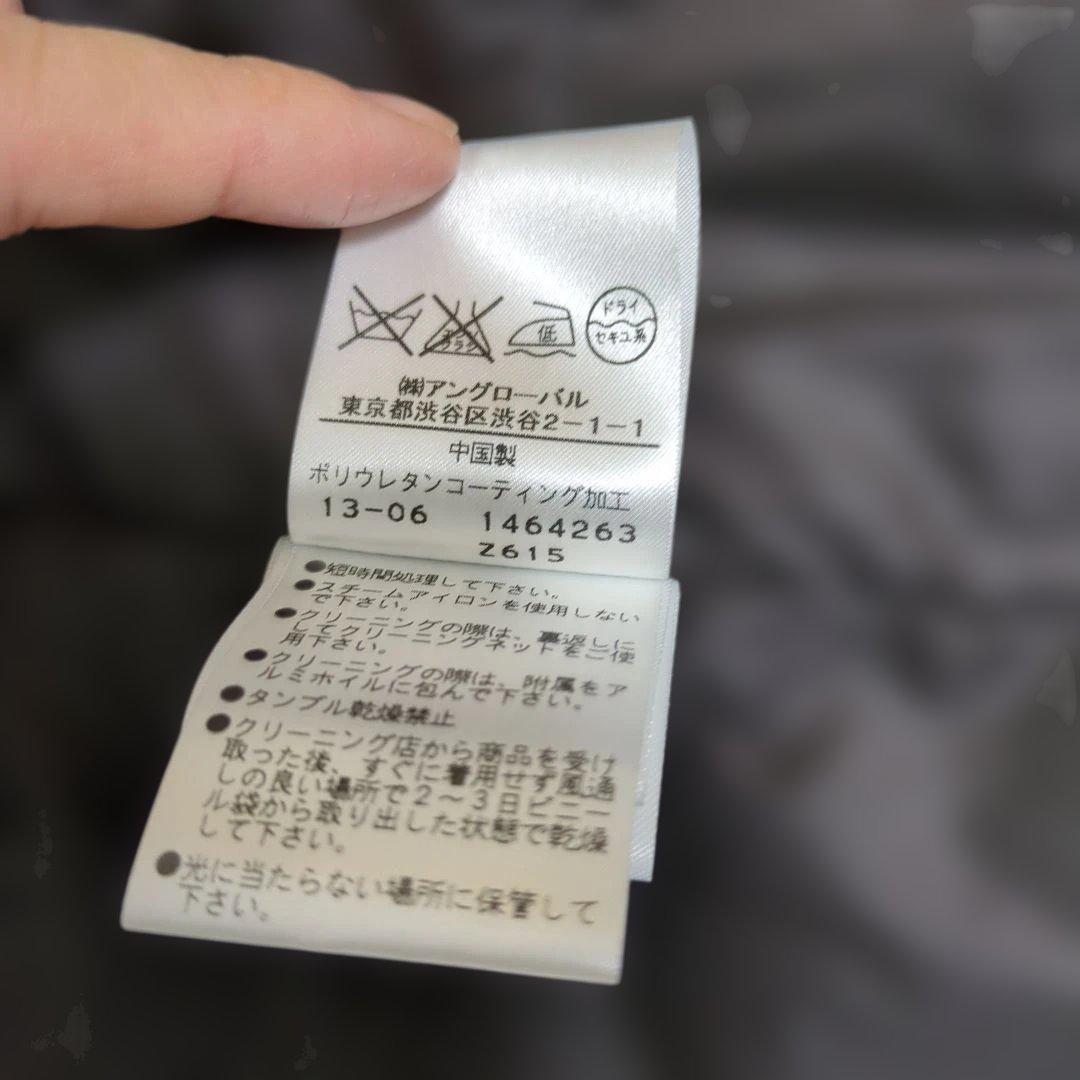 エンソ
サラシ
低
ドライ
セキユ系
㈱アングローバル
東京都渋谷区渋谷2-1-1
中国製
ポリウレタンコーティング加工
13-06 1464263
Z615
●短時間処理して下さい。
●スチームアイロンを使用しない
で下さい。
●クリーニングの際は、裏返しに
してクリーニングネットをご使
用下さい。
●クリーニングの際は、附属をア
ルミホイルに包んで下さい。
●タンブル乾燥禁止
●クリーニング店から商品を受け
取った後、すぐに着用せず風通
しの良い場所で2~3日ビニー
ル袋から取り出した状態で乾燥
して下さい。
●光に当たらない場所に保管して
下さい。